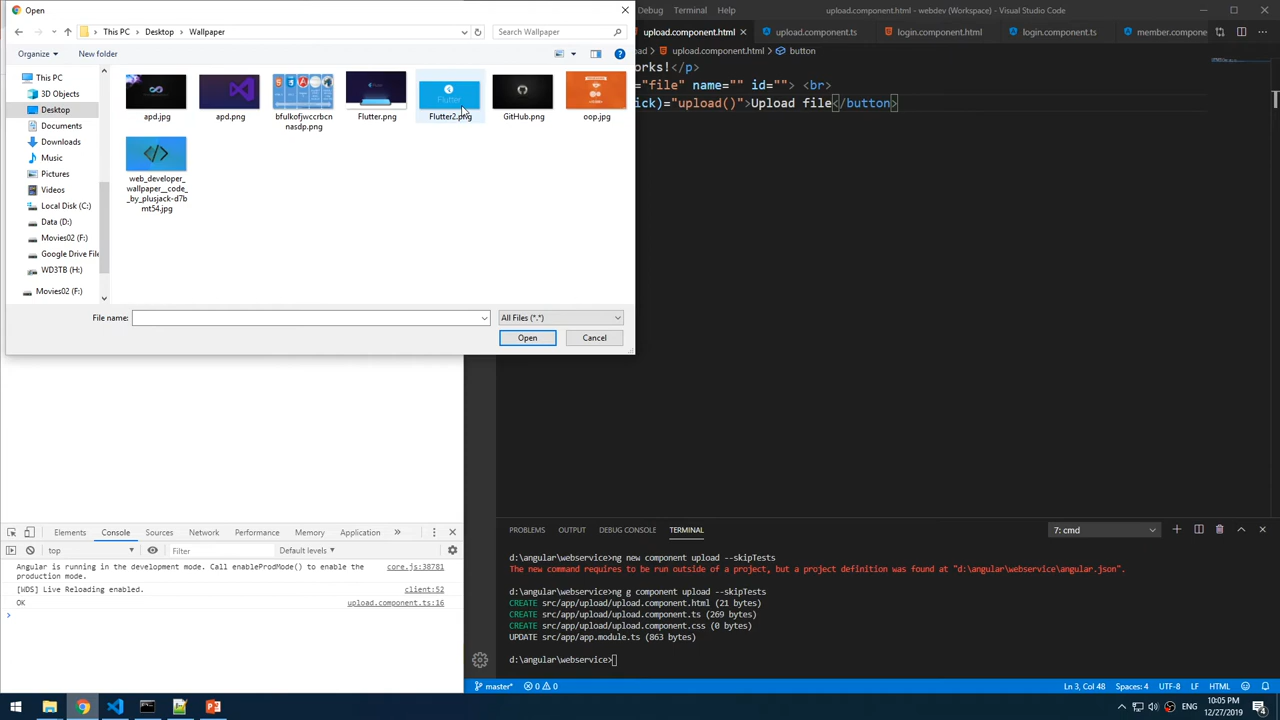 Open
Debug Terminal Help
upload.component.html - webdev (Workspace) - Visual Studio Code
This PC
Desktop
Wallpaper
Search Wallpaper
upload.component.html
upload.component.ts
login.component.html
login.component.ts
member.compone
Organize
New folder
upload.component.html
button
orks!</p>
="file" name="" id=""> <br>
ick)="upload()">Upload file</button>
This PC
3D Objects
Desktop
Documents
Downloads
Music
Pictures
Videos
Local Disk (C:)
Data (D:)
Movies02 (F:)
Google Drive File
WD3TB (H:)
Movies02 (F:)
apd.jpg
apd.png
bfulkofjwccrbcn
nasdp.png
Flutter.png
Flutter
Flutter2.png
GitHub.png
oop.jpg
web_developer_
wallpaper__code_
_by_plusjack-d7b
mt54.jpg
File name:
All Files (*.*)
Open
Cancel
Elements
Console
Sources
Network
Performance
Memory
Application
top
Filter
Default levels
Angular is running in the development mode. Call enableProdMode() to enable the
production mode.
core.js:38781
[WDS] Live Reloading enabled.
client:52
OK
upload.component.ts:16
PROBLEMS
OUTPUT
DEBUG CONSOLE
TERMINAL
7: cmd
d:\angular\webservice>ng new component upload --skipTests
The new command requires to be run outside of a project, but a project definition was found at "d:\angular\webservice\angular.json".
d:\angular\webservice>ng g component upload --skipTests
CREATE src/app/upload/upload.component.html (21 bytes)
CREATE src/app/upload/upload.component.ts (269 bytes)
CREATE src/app/upload/upload.component.css (0 bytes)
UPDATE src/app/app.module.ts (863 bytes)
d:\angular\webservice>
master*
0
0
Ln 3, Col 48
Spaces: 4
UTF-8
LF
HTML
10:05 PM
12/27/2019
4